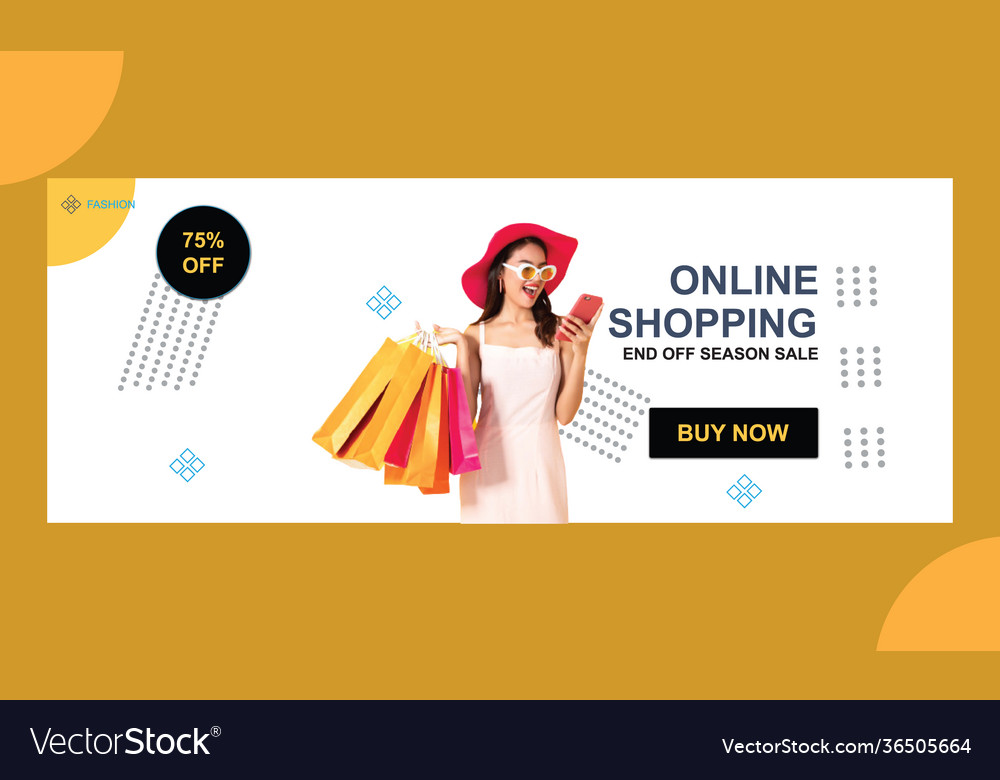 FASHION
75%
OFF
ONLINE
SHOPPING
END OFF SEASON SALE
BUY NOW
VectorStock®
VectorStock.com/36505664